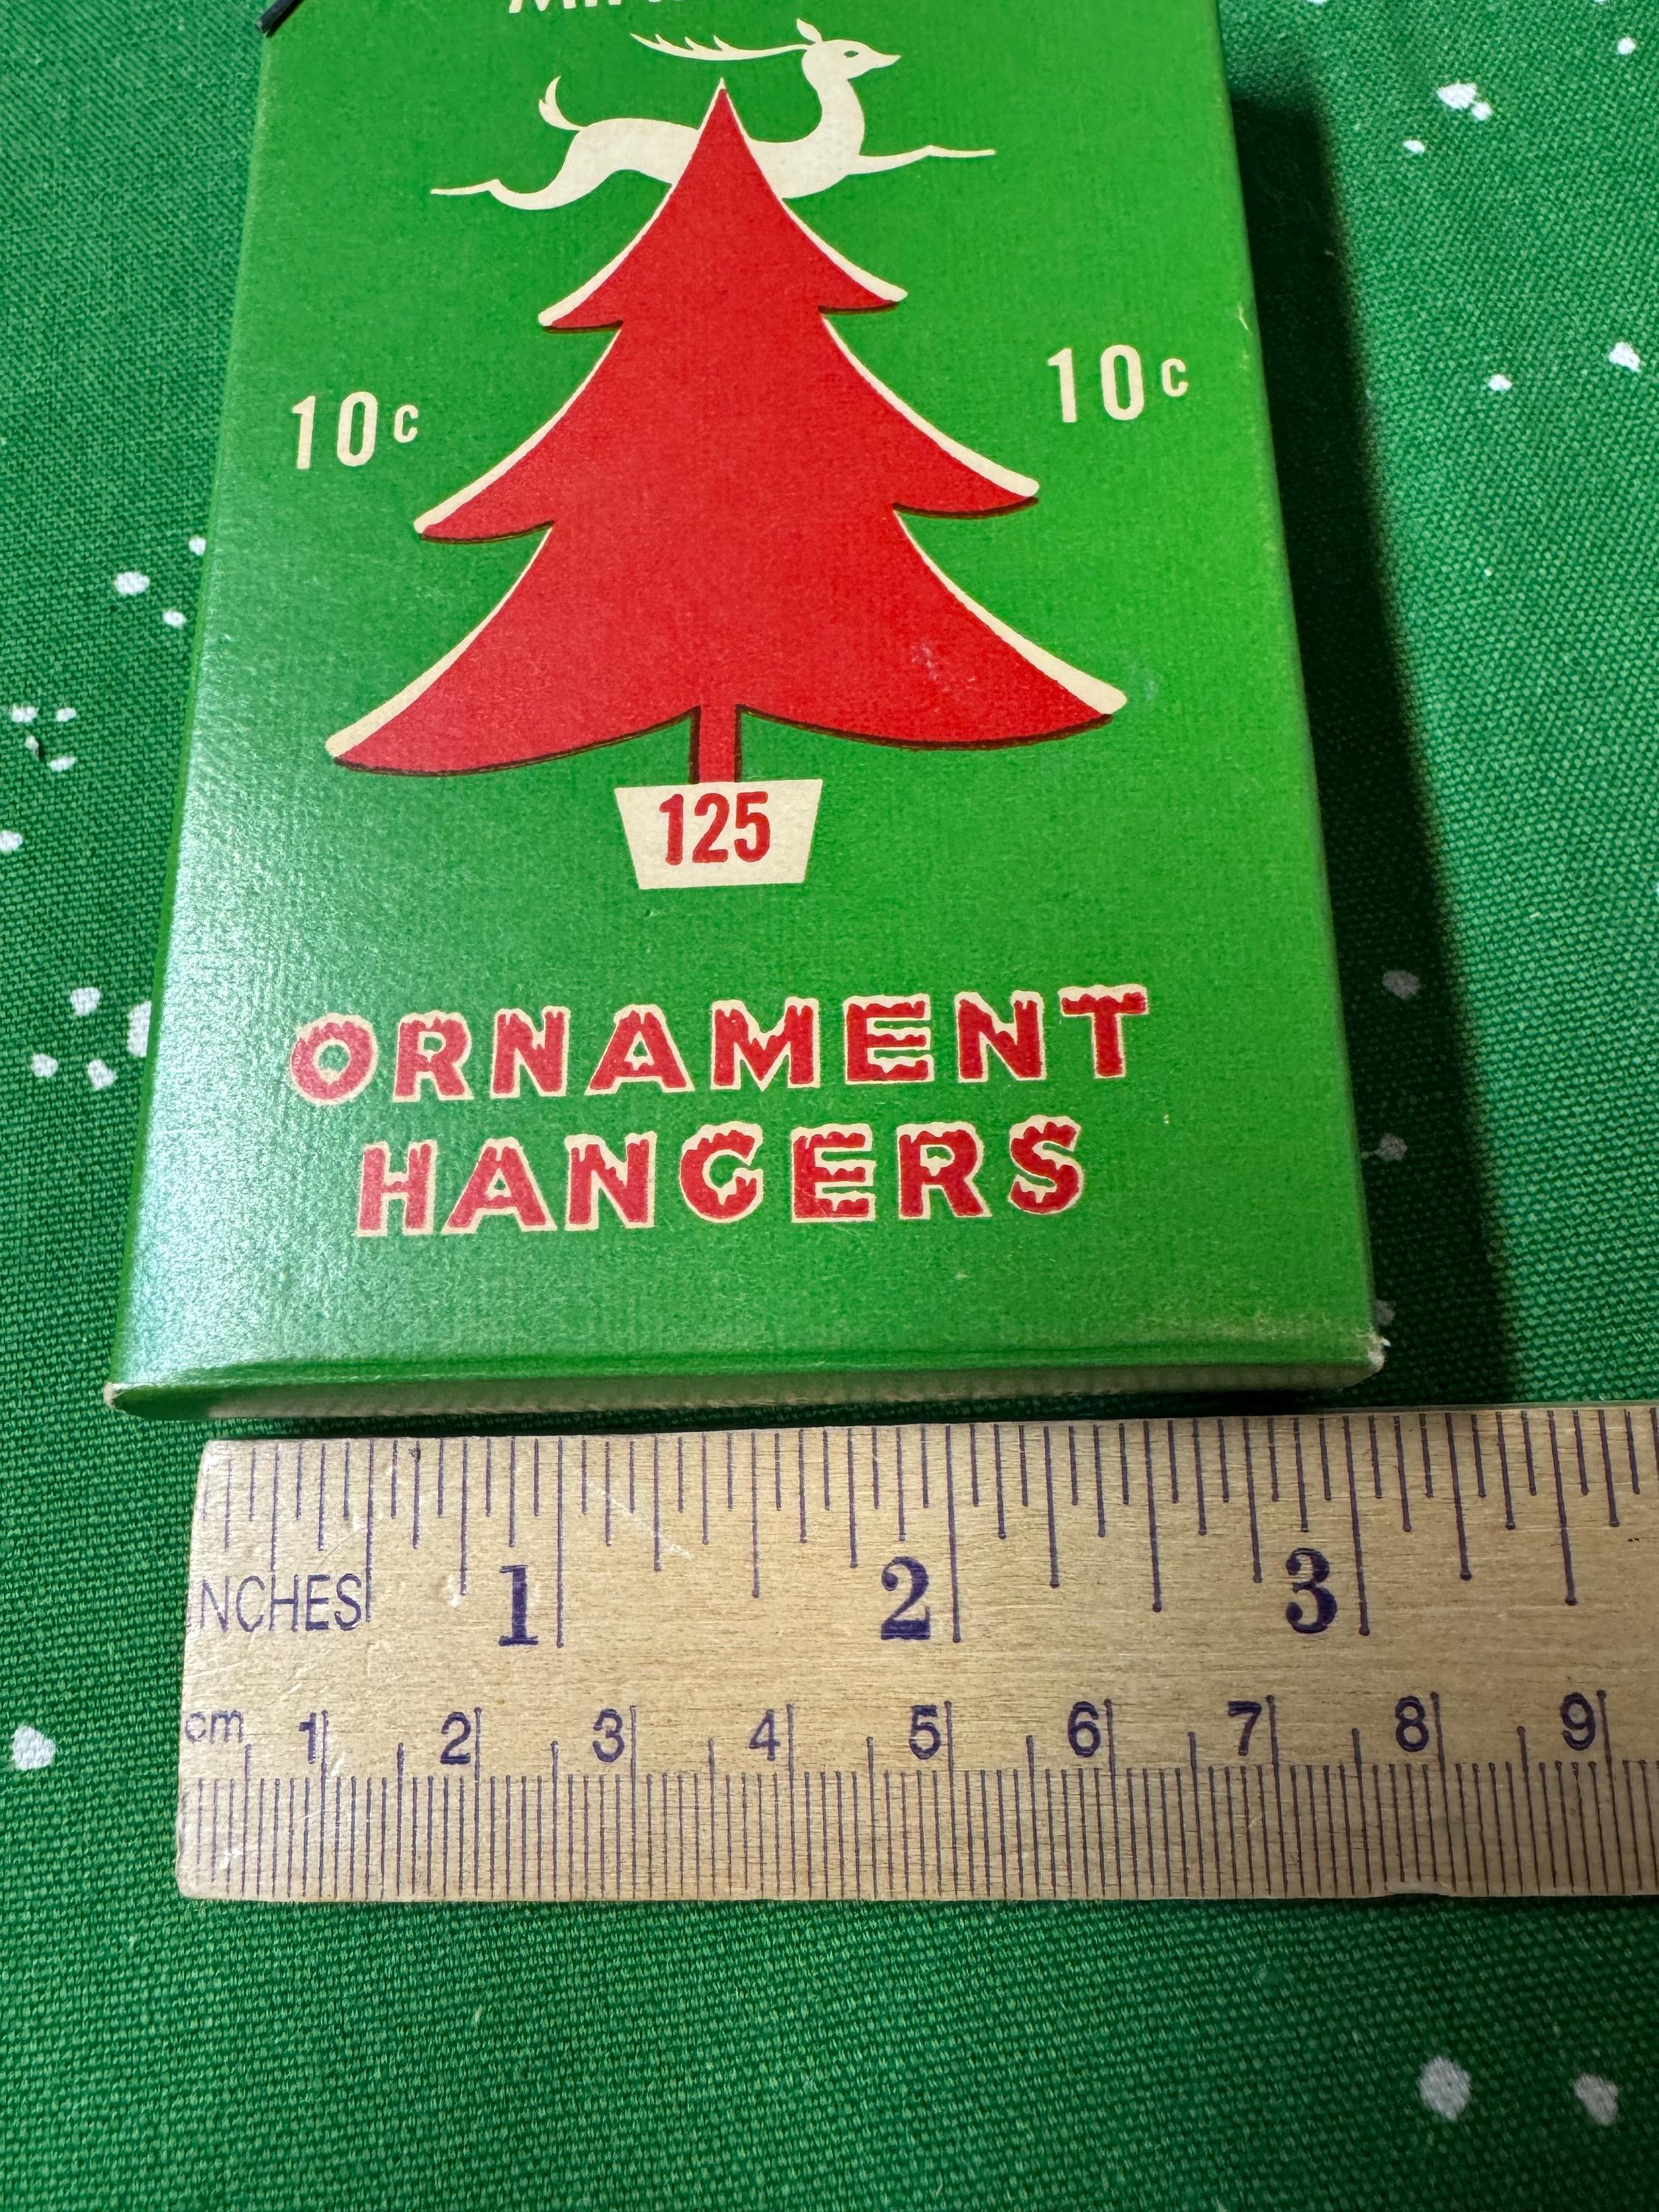 10c
10c
125
ORNAMENT
HANGERS
1 2 3
NCHES
cm 1 2 3 4 5 6 7 8 9